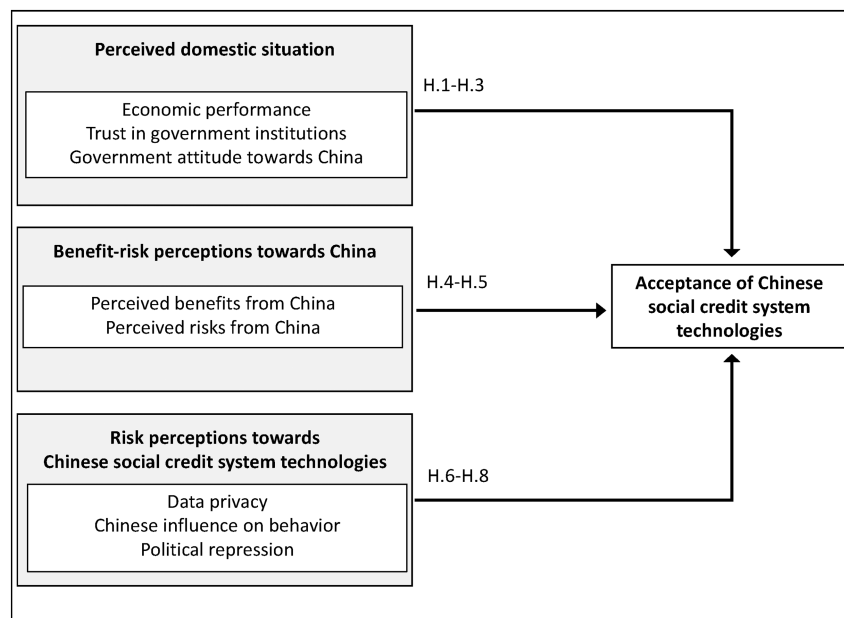 Perceived domestic situation
Economic performance
Trust in government institutions
Government attitude towards China
H.1-H.3
Benefit-risk perceptions towards China
Perceived benefits from China
Perceived risks from China
H.4-H.5
Acceptance of Chinese
social credit system
technologies
Risk perceptions towards
Chinese social credit system technologies
Data privacy
Chinese influence on behavior
Political repression
H.6-H.8